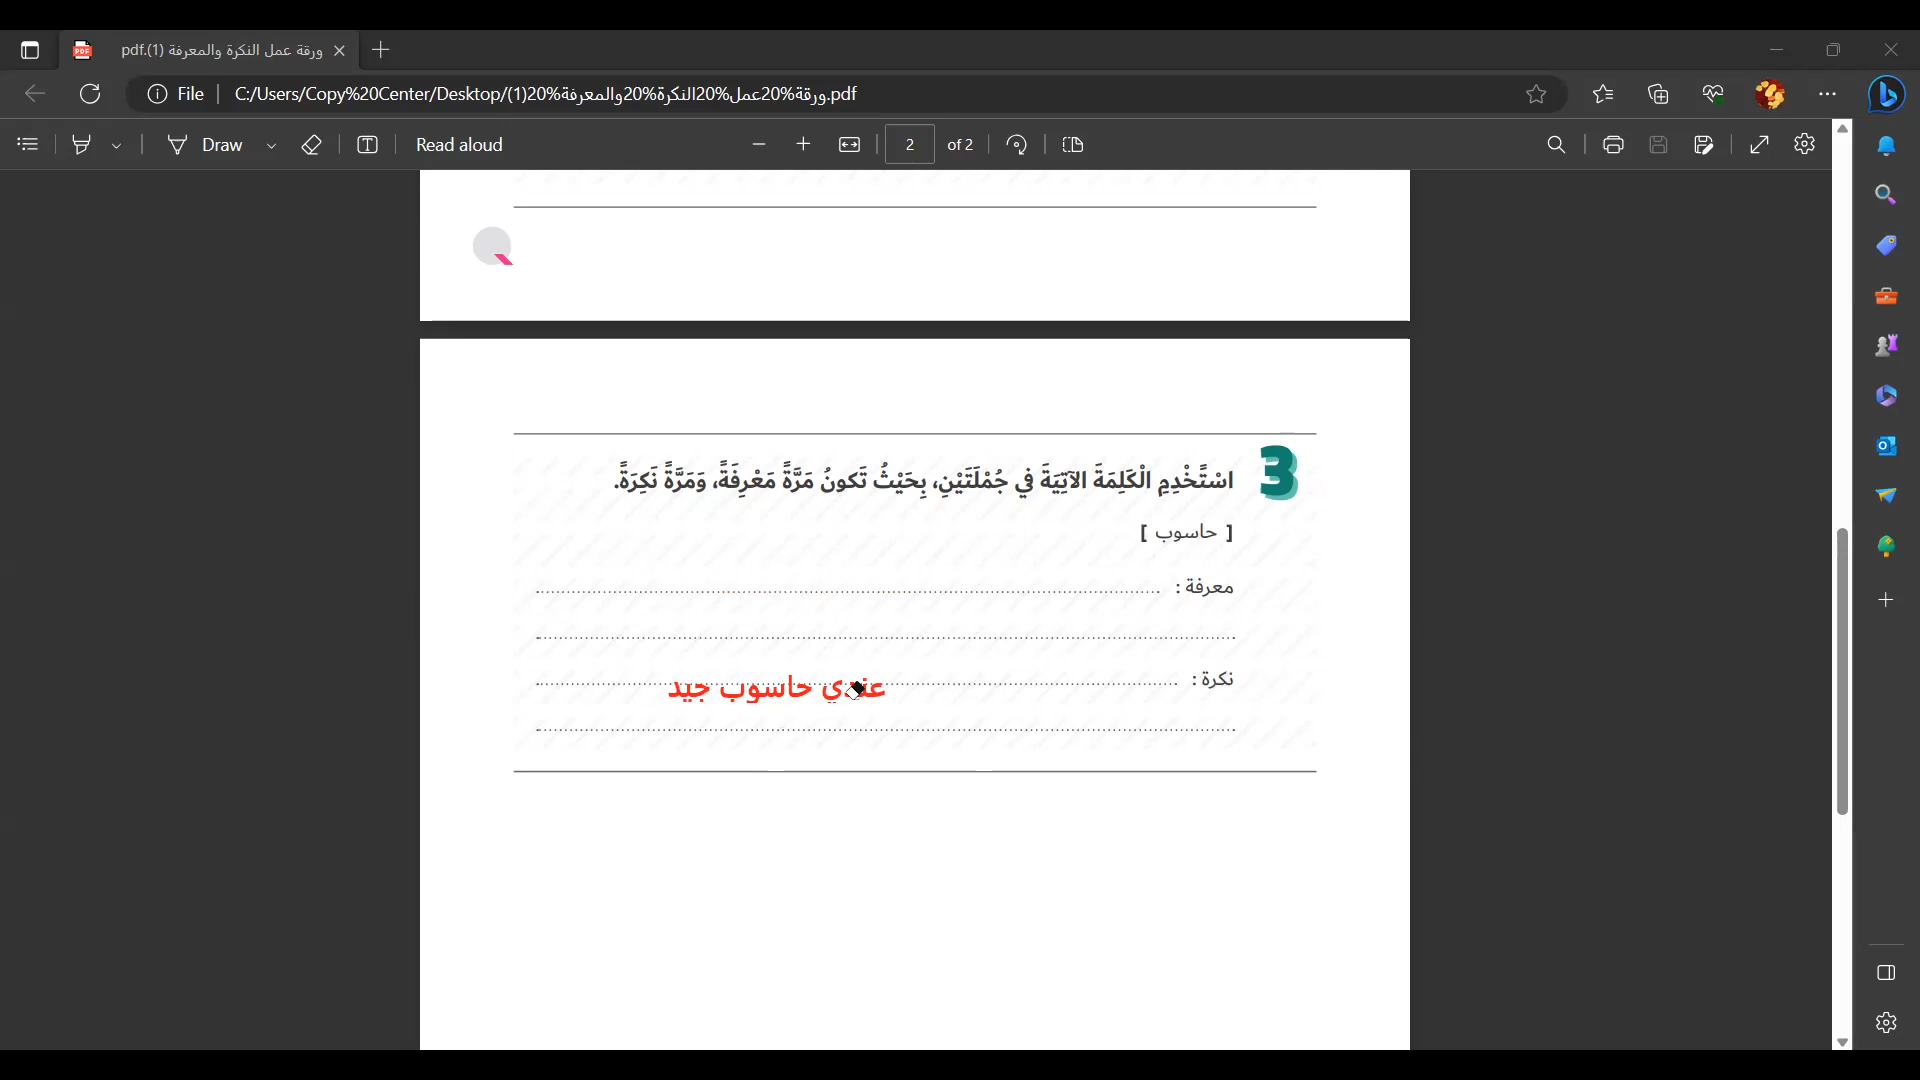 ورقة عمل النكرة والمعرفة (1).pdf
File
C:/Users/Copy%20Center/Desktop/(1)20%ورقة%20عمل%20النكرة%20والمعرفة.pdf
Draw
Read aloud
2
of 2
3
اسْتًخْدِمِ الْكَلِمَةَ الآتِيَةَ في جُمْلَتَيْنِ، بِحَيْثُ تَكونُ مَرَّةً مَعْرِفَةً، وَمَرَّةً نَكِرَةً.
[ حاسوب ]
معرفة :
نكرة :
عندي حاسوب جيد